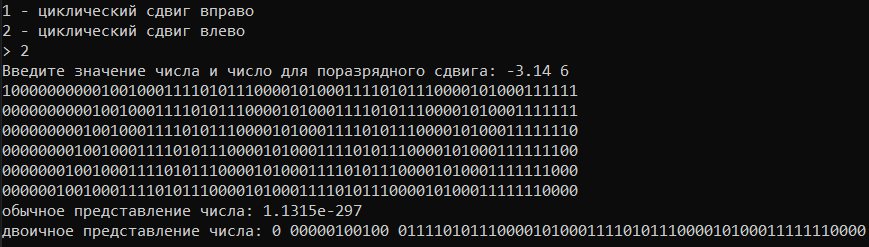 1 - циклический сдвиг вправо
2 - циклический сдвиг влево
> 2
Введите значение числа и число для поразрядного сдвига: -3.14 6
1000000000010010001111010111000010100011110101110000101000111111
0000000000100100011110101110000101000111101011100001010001111111
0000000001001000111101011100001010001111010111000010100011111110
0000000010010001111010111000010100011110101110000101000111111100
0000000100100011110101110000101000111101011100001010001111111000
0000001001000111101011100001010001111010111000010100011111110000
обычное представление числа: 1.1315e-297
двоичное представление числа: 0 00000100100 0111101011100001010001111010111000010100011111110000